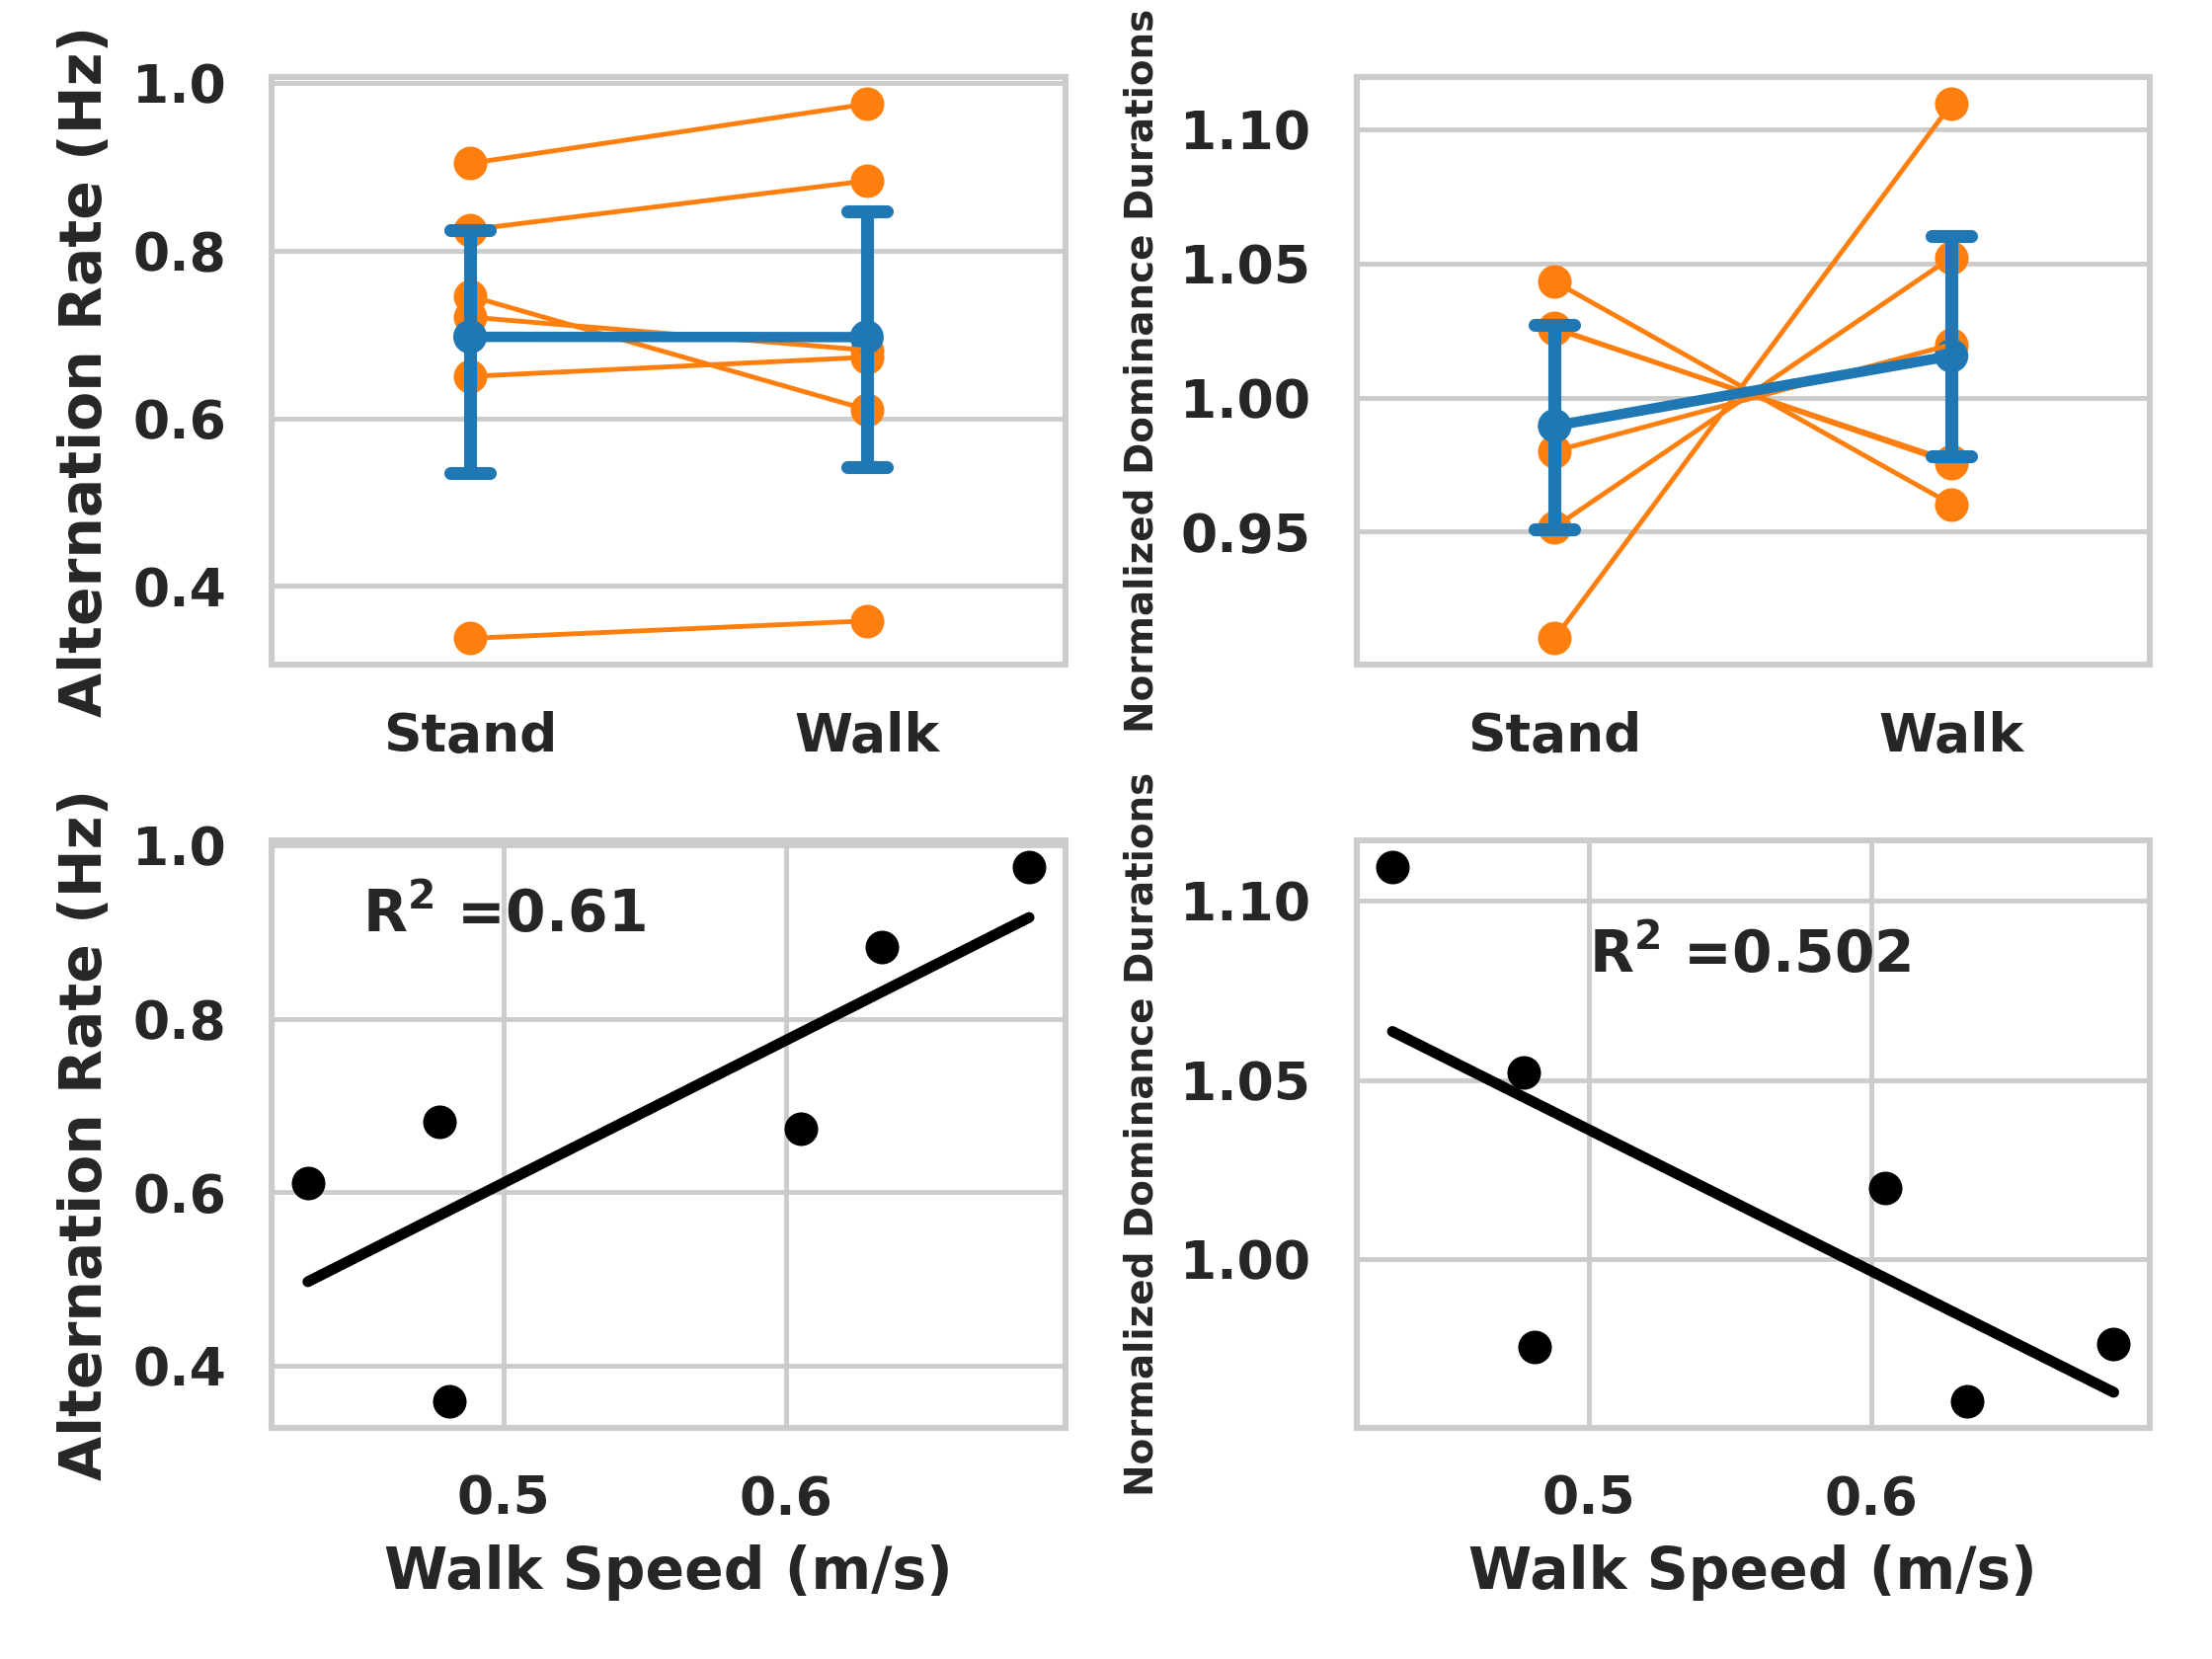 Alternation Rate (Hz)
1.0
0.8
0.6
0.4
Stand
Walk
Normalized Dominance Durations
1.10
1.05
1.00
0.95
Stand
Walk
Alternation Rate (Hz)
1.0
0.8
0.6
0.4
R² =0.61
0.5
0.6
Walk Speed (m/s)
Normalized Dominance Durations
1.10
1.05
1.00
R² =0.502
0.5
0.6
Walk Speed (m/s)